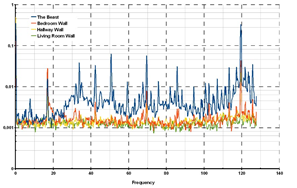 1
The Beast
Bedroom Wall
Hallway Wall
Living Room Wall
0,1
0,01
0,001
0
0 20 40 60 80 100 120 140
Frequency